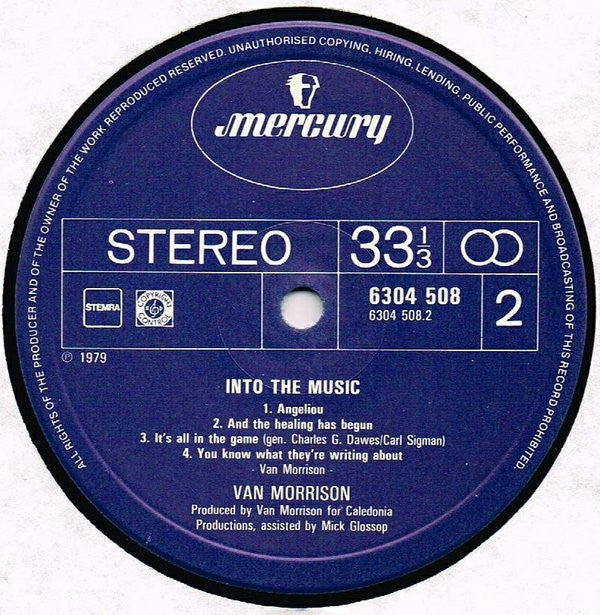 ALL RIGHTS OF THE PRODUCER AND OF THE OWNER OF THE WORK REPRODUCED RESERVED. UNAUTHORISED COPYING, HIRING, LENDING, PUBLIC PERFORMANCE AND BROADCASTING OF THIS RECORD PROHIBITED.
mercury
STEREO 33 1/3
STEMRA COPYRIGHT CONTROL 6304 508 2
6304 508.2
℗ 1979
INTO THE MUSIC
1. Angeliou
2. And the healing has begun
3. It's all in the game (gen. Charles G. Dawes/Carl Sigman)
4. You know what they're writing about
- Van Morrison -
VAN MORRISON
Produced by Van Morrison for Caledonia
Productions, assisted by Mick Glossop